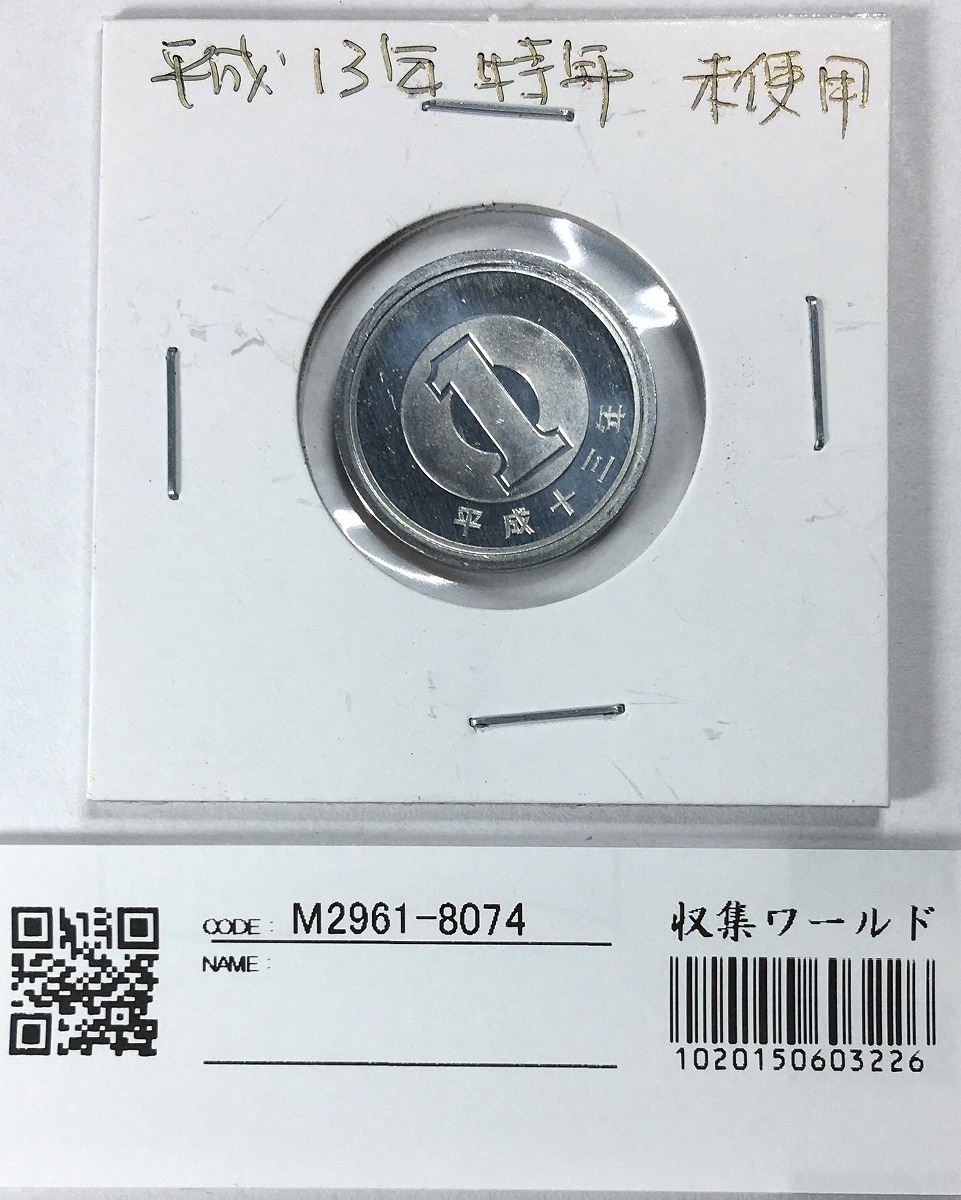 平成 13年 特年 未使用
1
平成十三年
CODE: M2961-8074
NAME:
収集ワールド
1020150603226